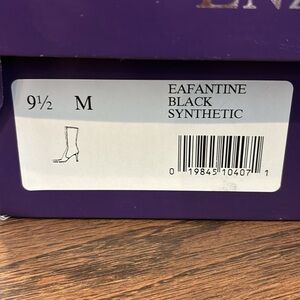 9½ M
EAFANTINE
BLACK
SYNTHETIC
0 19845 10407 1